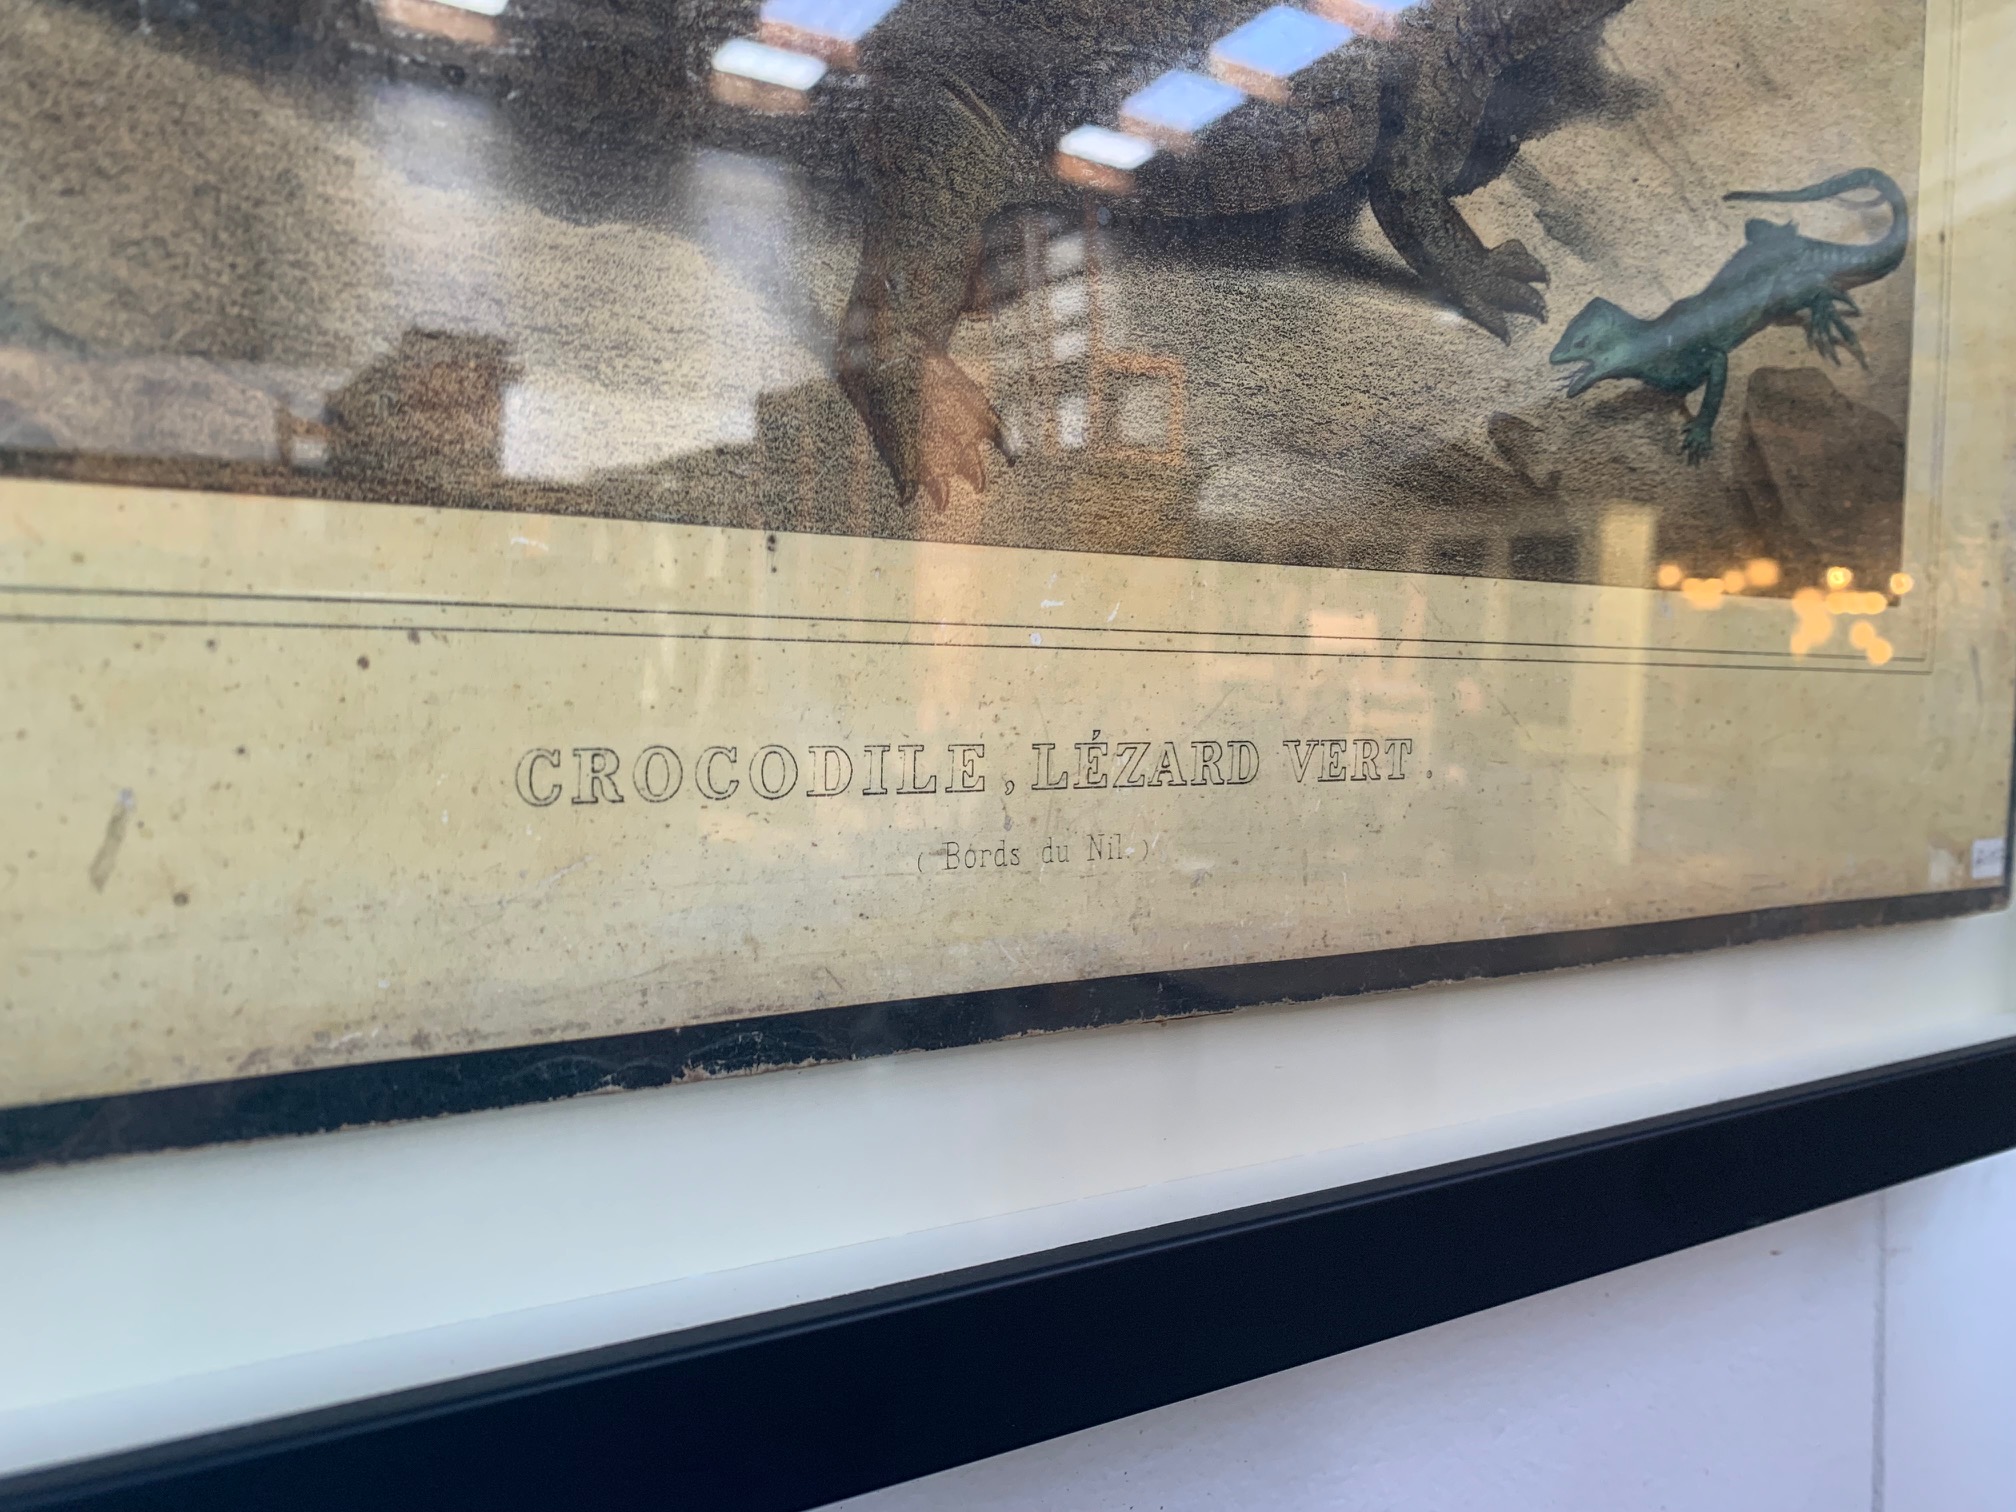 CROCODILE, LÉZARD VERT.
(Bords du Nil.)